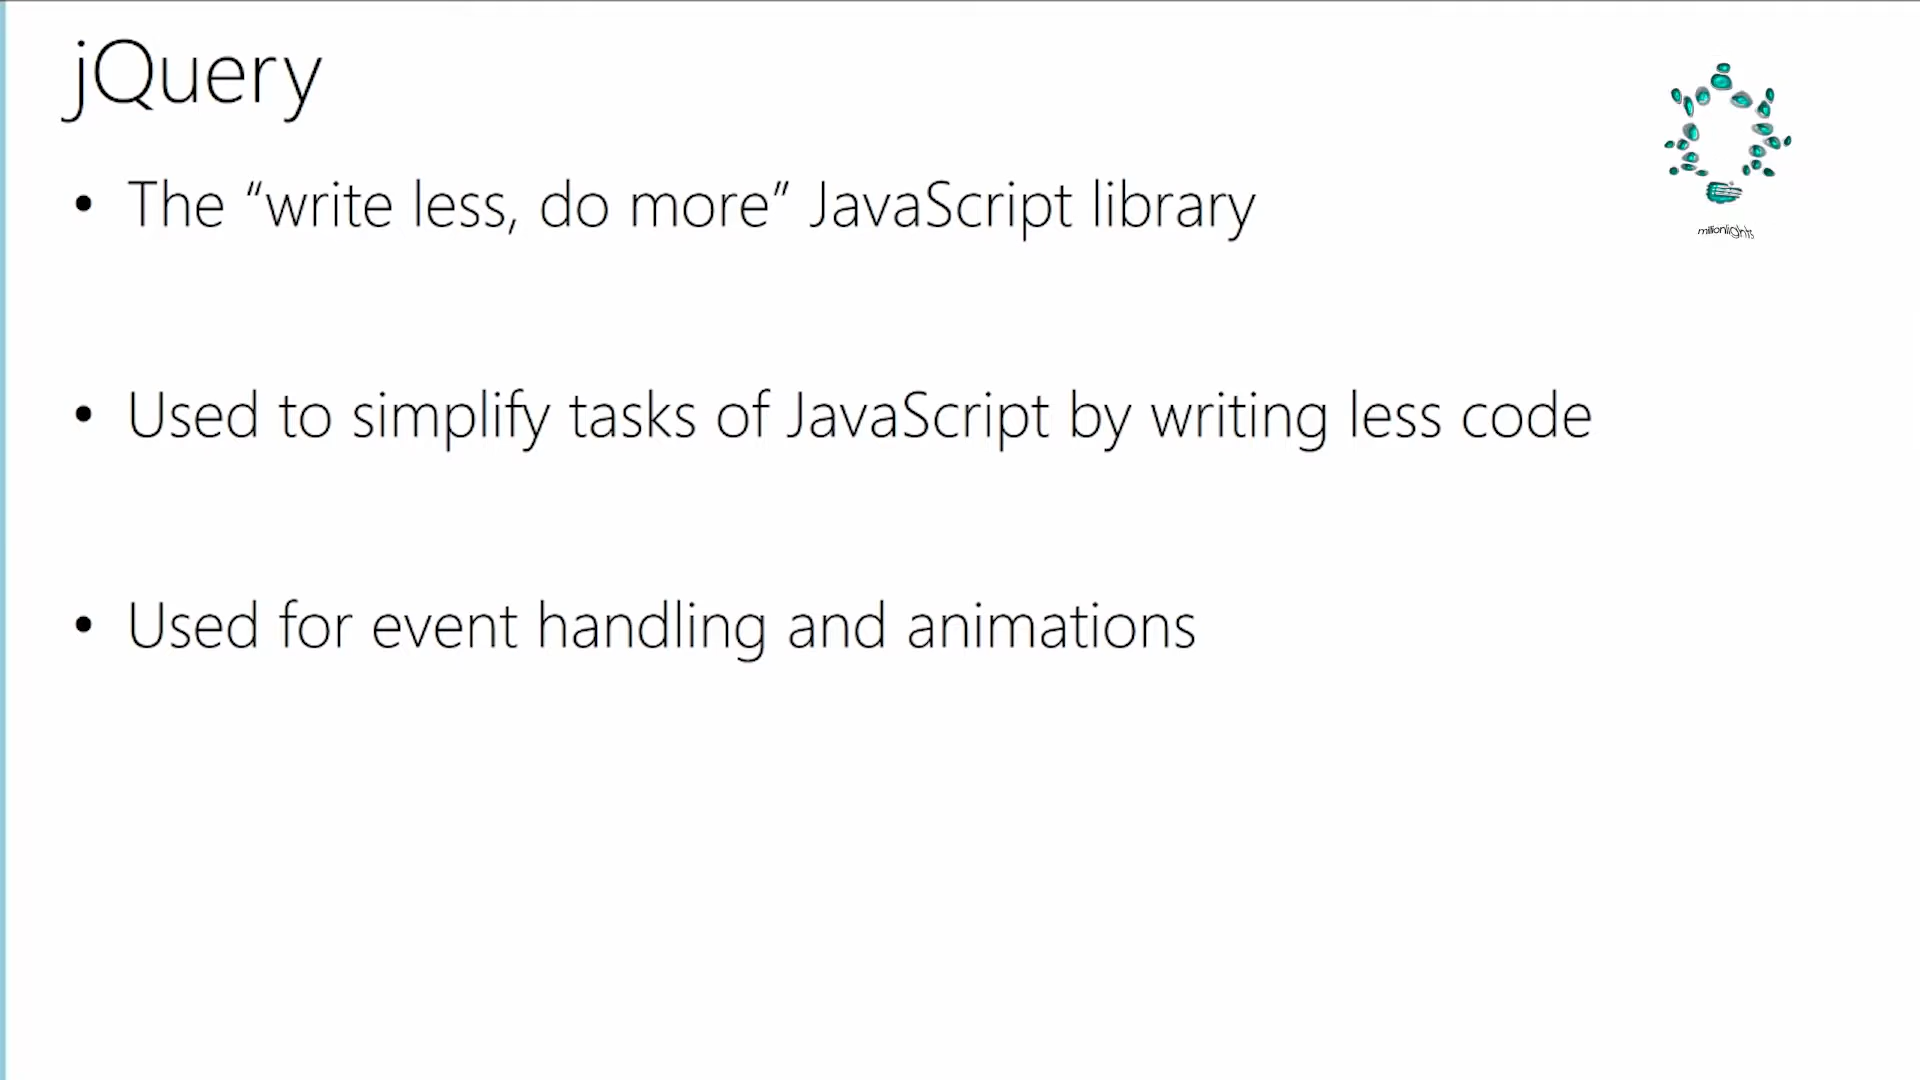 jQuery
• The “write less, do more” JavaScript library
millionlights
• Used to simplify tasks of JavaScript by writing less code
• Used for event handling and animations